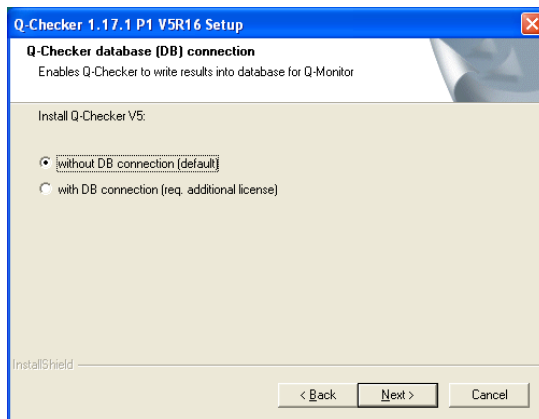 Q-Checker 1.17.1 P1 V5R16 Setup
Q-Checker database (DB) connection
Enables Q-Checker to write results into database for Q-Monitor
Install Q-Checker V5:
without DB connection (default)
with DB connection (req. additional license)
InstallShield
< Back Next > Cancel